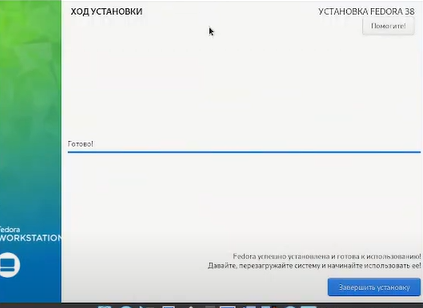 ХОД УСТАНОВКИ
УСТАНОВКА FEDORA 38
Помогите!
Готово!
fedora
WORKSTATION
Fedora успешно установлена и готова к использованию!
Давайте, перезагружайте систему и начинайте использовать ее!
Завершить установку